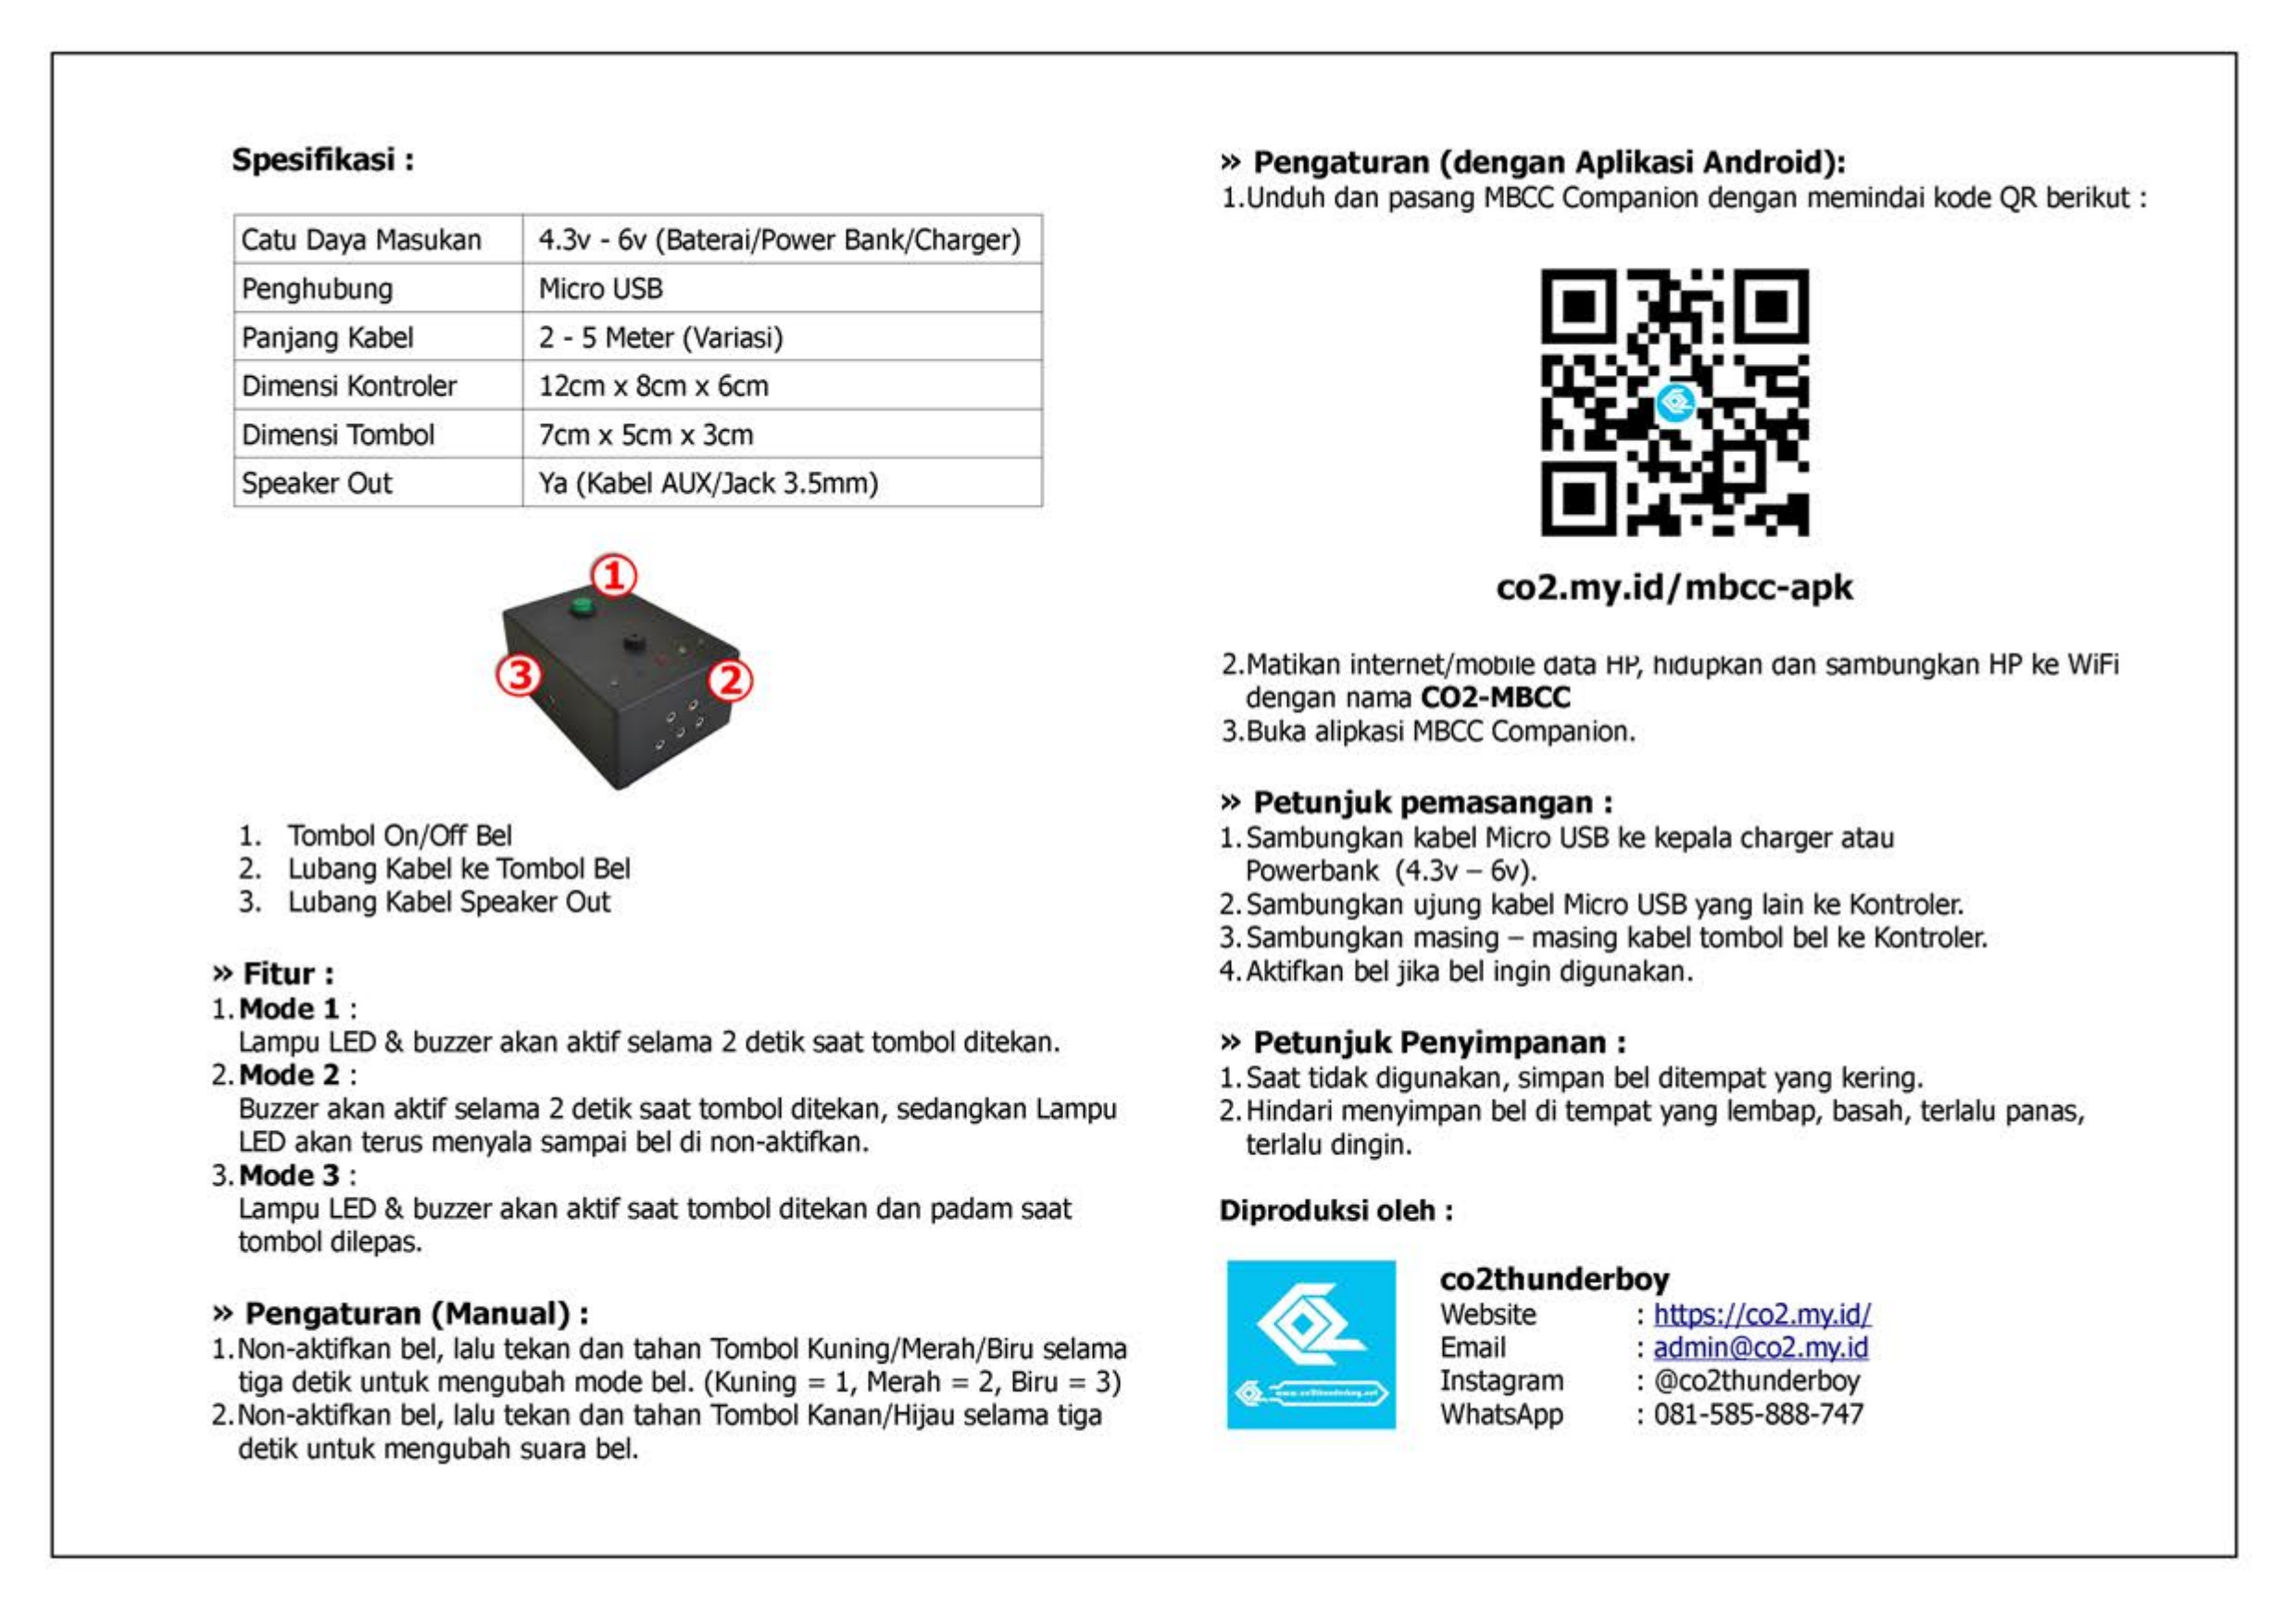 Spesifikasi :
Catu Daya Masukan 4.3v - 6v (Baterai/Power Bank/Charger)
Penghubung Micro USB
Panjang Kabel 2 - 5 Meter (Variasi)
Dimensi Kontroler 12cm x 8cm x 6cm
Dimensi Tombol 7cm x 5cm x 3cm
Speaker Out Ya (Kabel AUX/Jack 3.5mm)
1
3
2
1. Tombol On/Off Bel
2. Lubang Kabel ke Tombol Bel
3. Lubang Kabel Speaker Out
» Fitur :
1. Mode 1 :
Lampu LED & buzzer akan aktif selama 2 detik saat tombol ditekan.
2. Mode 2 :
Buzzer akan aktif selama 2 detik saat tombol ditekan, sedangkan Lampu
LED akan terus menyala sampai bel di non-aktifkan.
3. Mode 3 :
Lampu LED & buzzer akan aktif saat tombol ditekan dan padam saat
tombol dilepas.
» Pengaturan (Manual) :
1.Non-aktifkan bel, lalu tekan dan tahan Tombol Kuning/Merah/Biru selama
tiga detik untuk mengubah mode bel. (Kuning = 1, Merah = 2, Biru = 3)
2.Non-aktifkan bel, lalu tekan dan tahan Tombol Kanan/Hijau selama tiga
detik untuk mengubah suara bel.
» Pengaturan (dengan Aplikasi Android):
1.Unduh dan pasang MBCC Companion dengan memindai kode QR berikut :
co2.my.id/mbcc-apk
2.Matikan internet/mobile data HP, hidupkan dan sambungkan HP ke WiFi
dengan nama CO2-MBCC
3.Buka alipkasi MBCC Companion.
» Petunjuk pemasangan :
1. Sambungkan kabel Micro USB ke kepala charger atau
Powerbank (4.3v – 6v).
2. Sambungkan ujung kabel Micro USB yang lain ke Kontroler.
3. Sambungkan masing – masing kabel tombol bel ke Kontroler.
4. Aktifkan bel jika bel ingin digunakan.
» Petunjuk Penyimpanan :
1. Saat tidak digunakan, simpan bel ditempat yang kering.
2. Hindari menyimpan bel di tempat yang lembap, basah, terlalu panas,
terlalu dingin.
Diproduksi oleh :
co2thunderboy
Website : https://co2.my.id/
Email : admin@co2.my.id
Instagram : @co2thunderboy
WhatsApp : 081-585-888-747
www.co2thunderboy.net